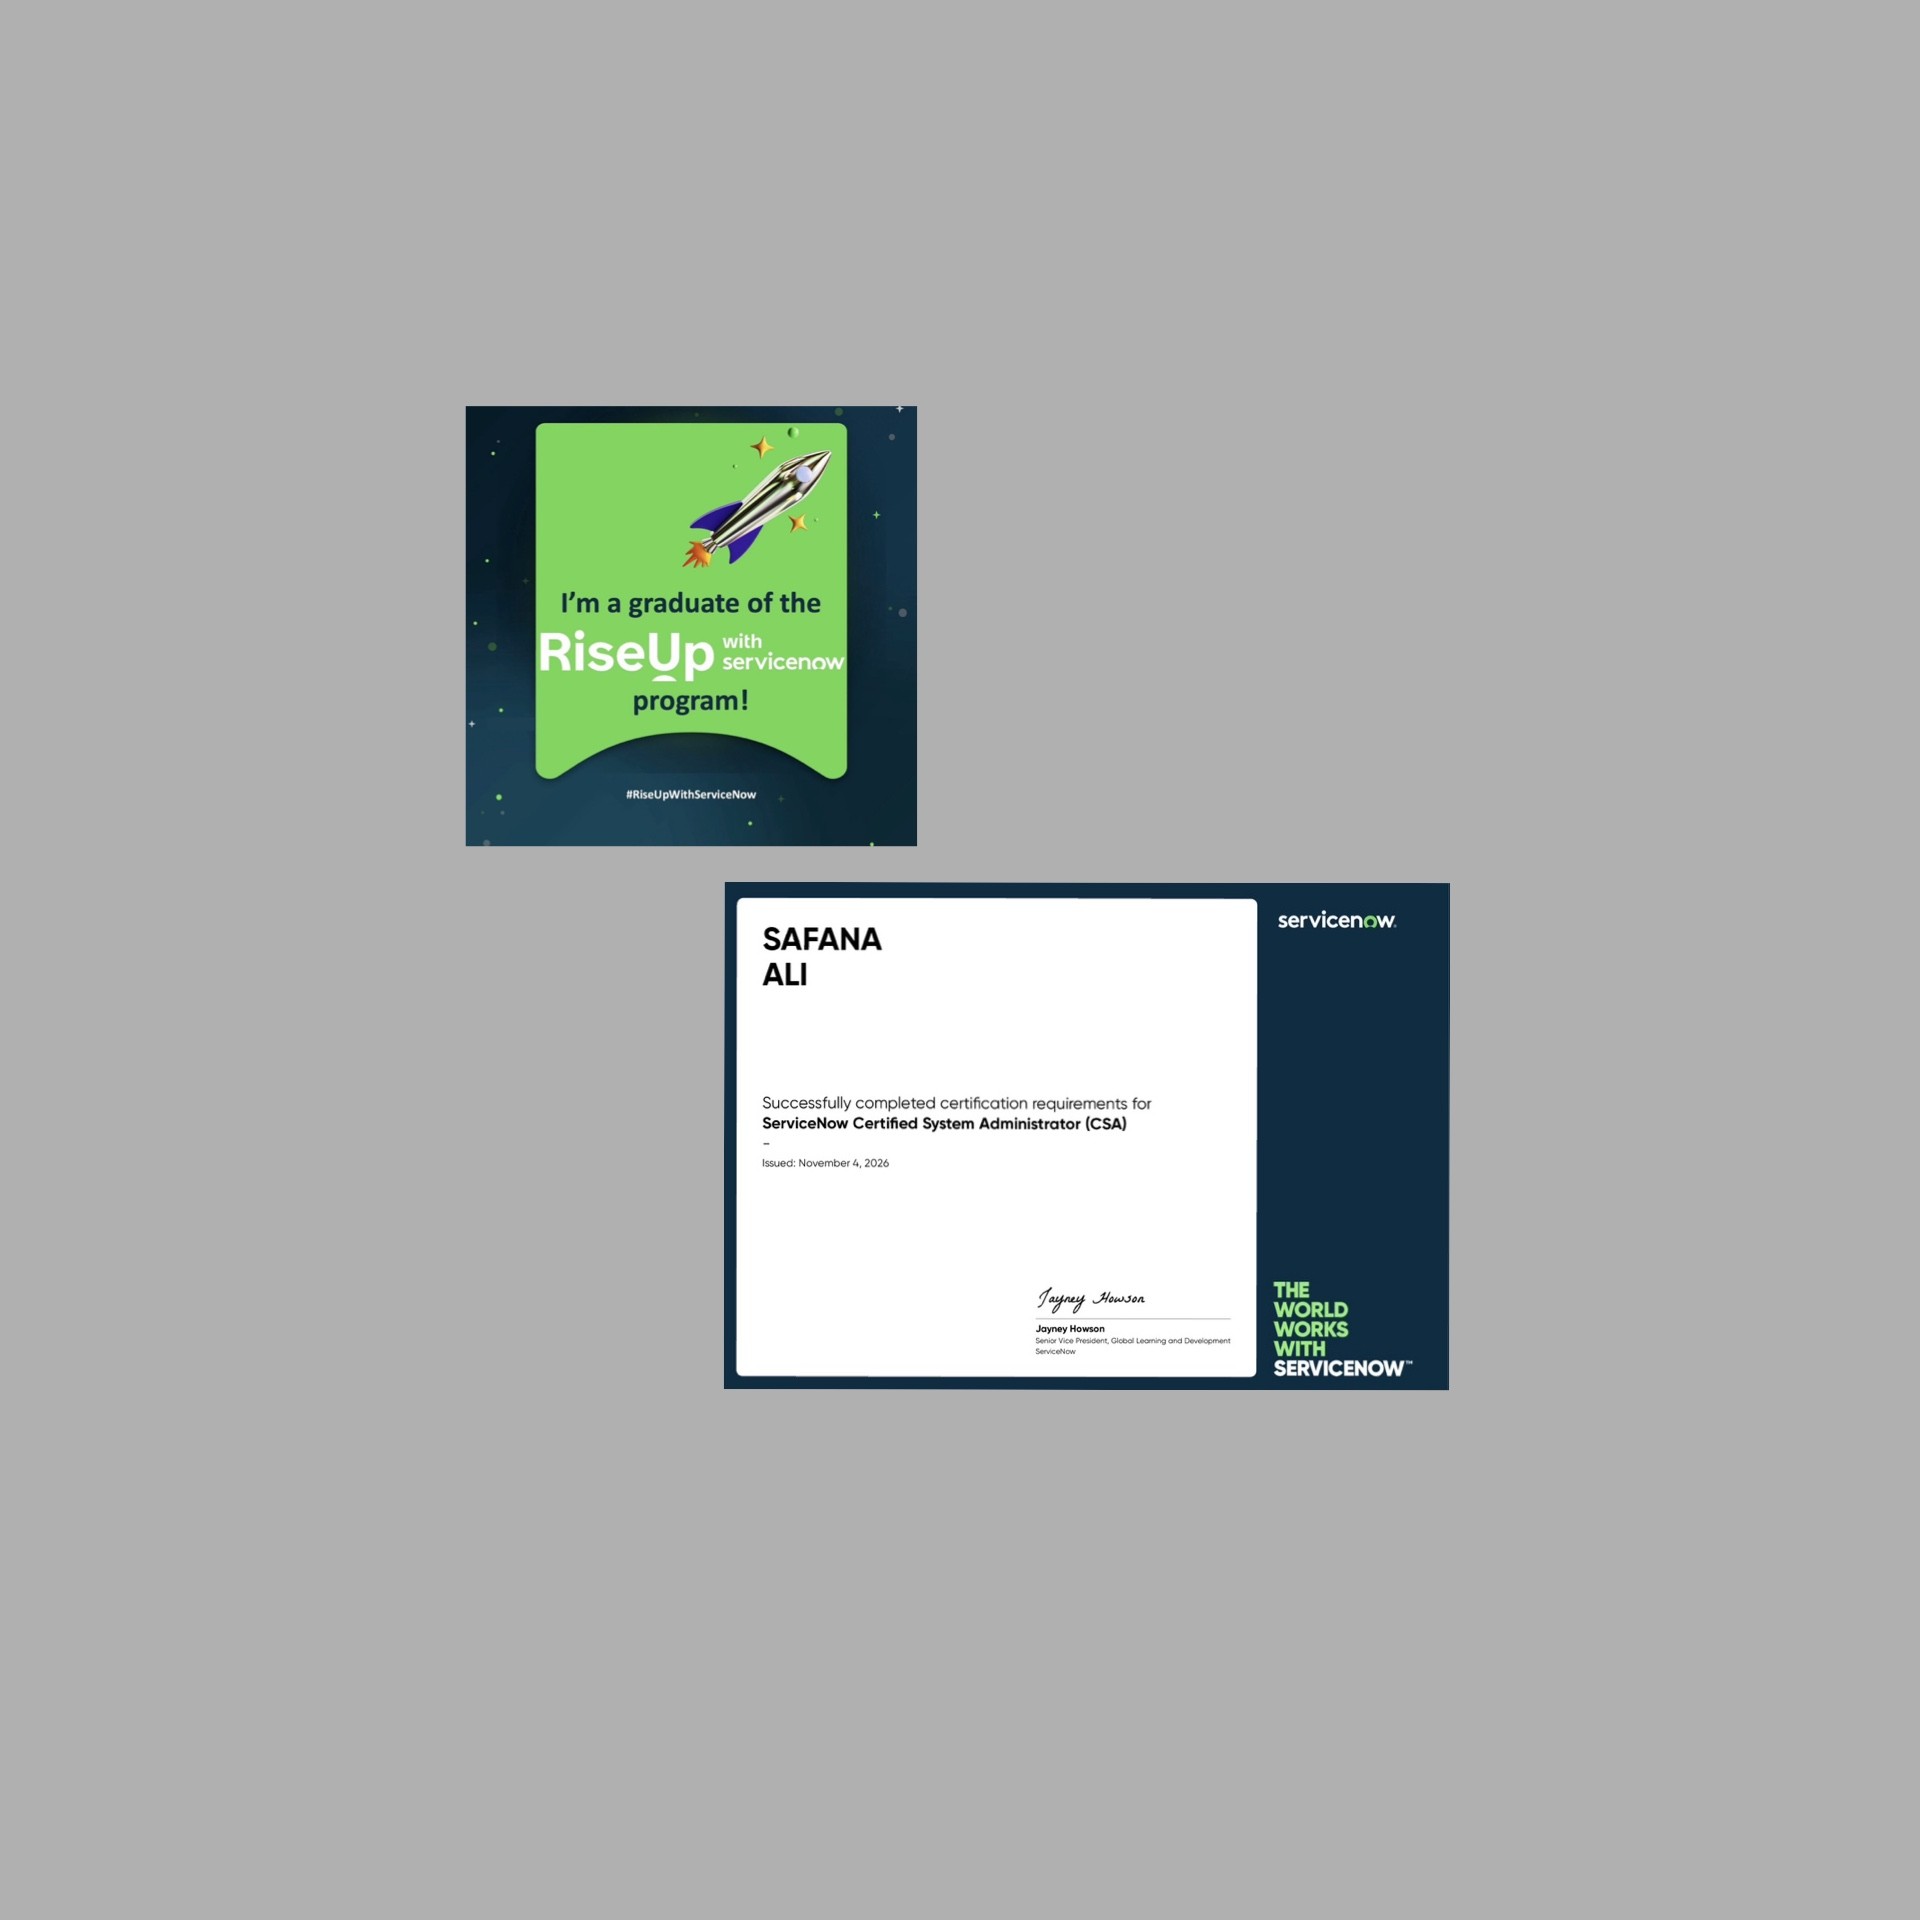 I'm a graduate of the
RiseUp with servicenow
program!
#RiseUpWithServiceNow
SAFANA
ALI
Successfully completed certification requirements for
ServiceNow Certified System Administrator (CSA)
–
Issued: November 4, 2026
Jayney Howson
Jayney Howson
Senior Vice President, Global Learning and Development
ServiceNow
servicenow.
THE
WORLD
WORKS
WITH
SERVICENOW™